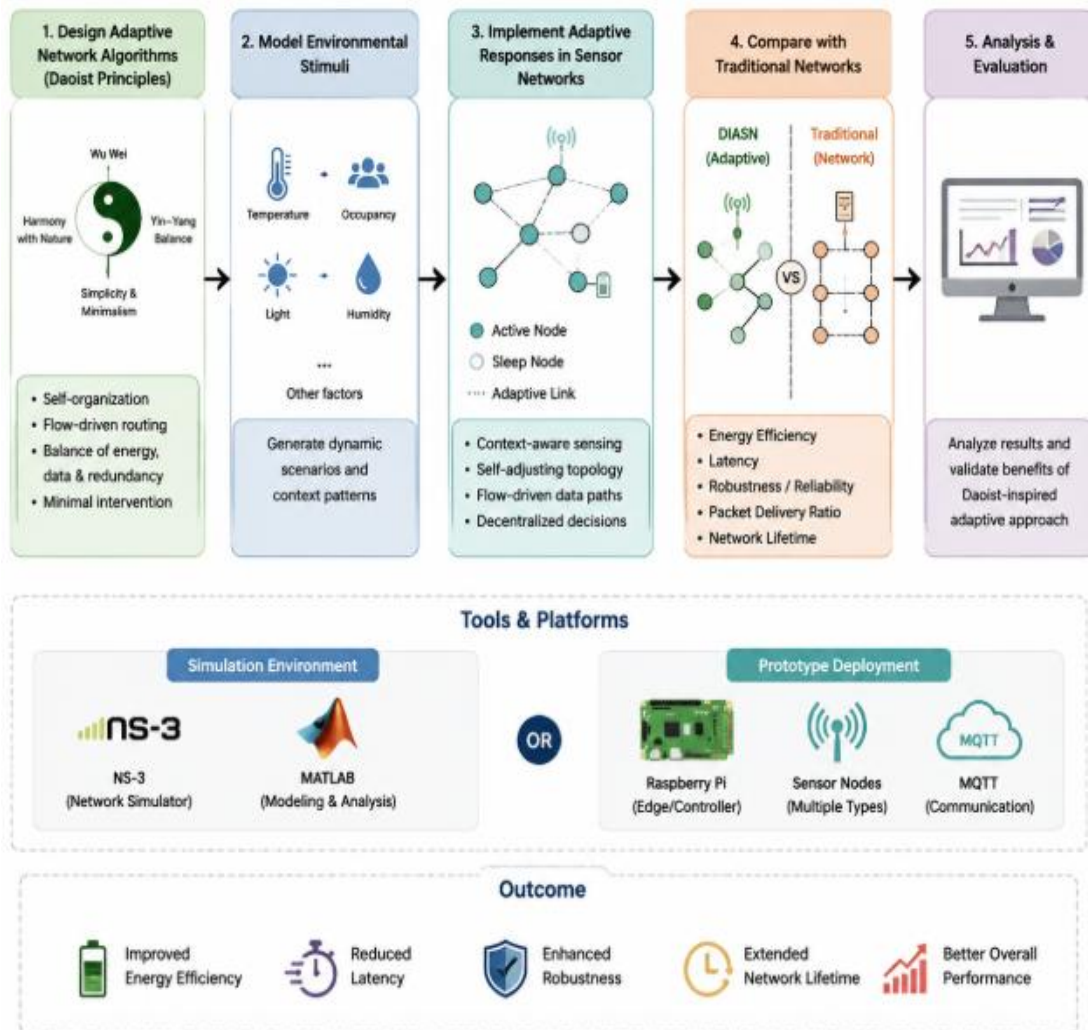 1. Design Adaptive
Network Algorithms
(Daoist Principles)
Wu Wei
Harmony
with Nature
Yin-Yang
Balance
Simplicity &
Minimalism
• Self-organization
• Flow-driven routing
• Balance of energy,
data & redundancy
• Minimal intervention
2. Model Environmental
Stimuli
Temperature
Occupancy
Light
Humidity
...
Other factors
Generate dynamic
scenarios and
context patterns
3. Implement Adaptive
Responses in Sensor
Networks
Active Node
Sleep Node
Adaptive Link
• Context-aware sensing
• Self-adjusting topology
• Flow-driven data paths
• Decentralized decisions
4. Compare with
Traditional Networks
DIASN
(Adaptive)
Traditional
(Network)
VS
• Energy Efficiency
• Latency
• Robustness / Reliability
• Packet Delivery Ratio
• Network Lifetime
5. Analysis &
Evaluation
Analyze results and
validate benefits of
Daoist-inspired
adaptive approach
Tools & Platforms
Simulation Environment
NS-3
NS-3
(Network Simulator)
MATLAB
(Modeling & Analysis)
OR
Prototype Deployment
Raspberry Pi
(Edge/Controller)
Sensor Nodes
(Multiple Types)
MQTT
MQTT
(Communication)
Outcome
Improved
Energy Efficiency
Reduced
Latency
Enhanced
Robustness
Extended
Network Lifetime
Better Overall
Performance